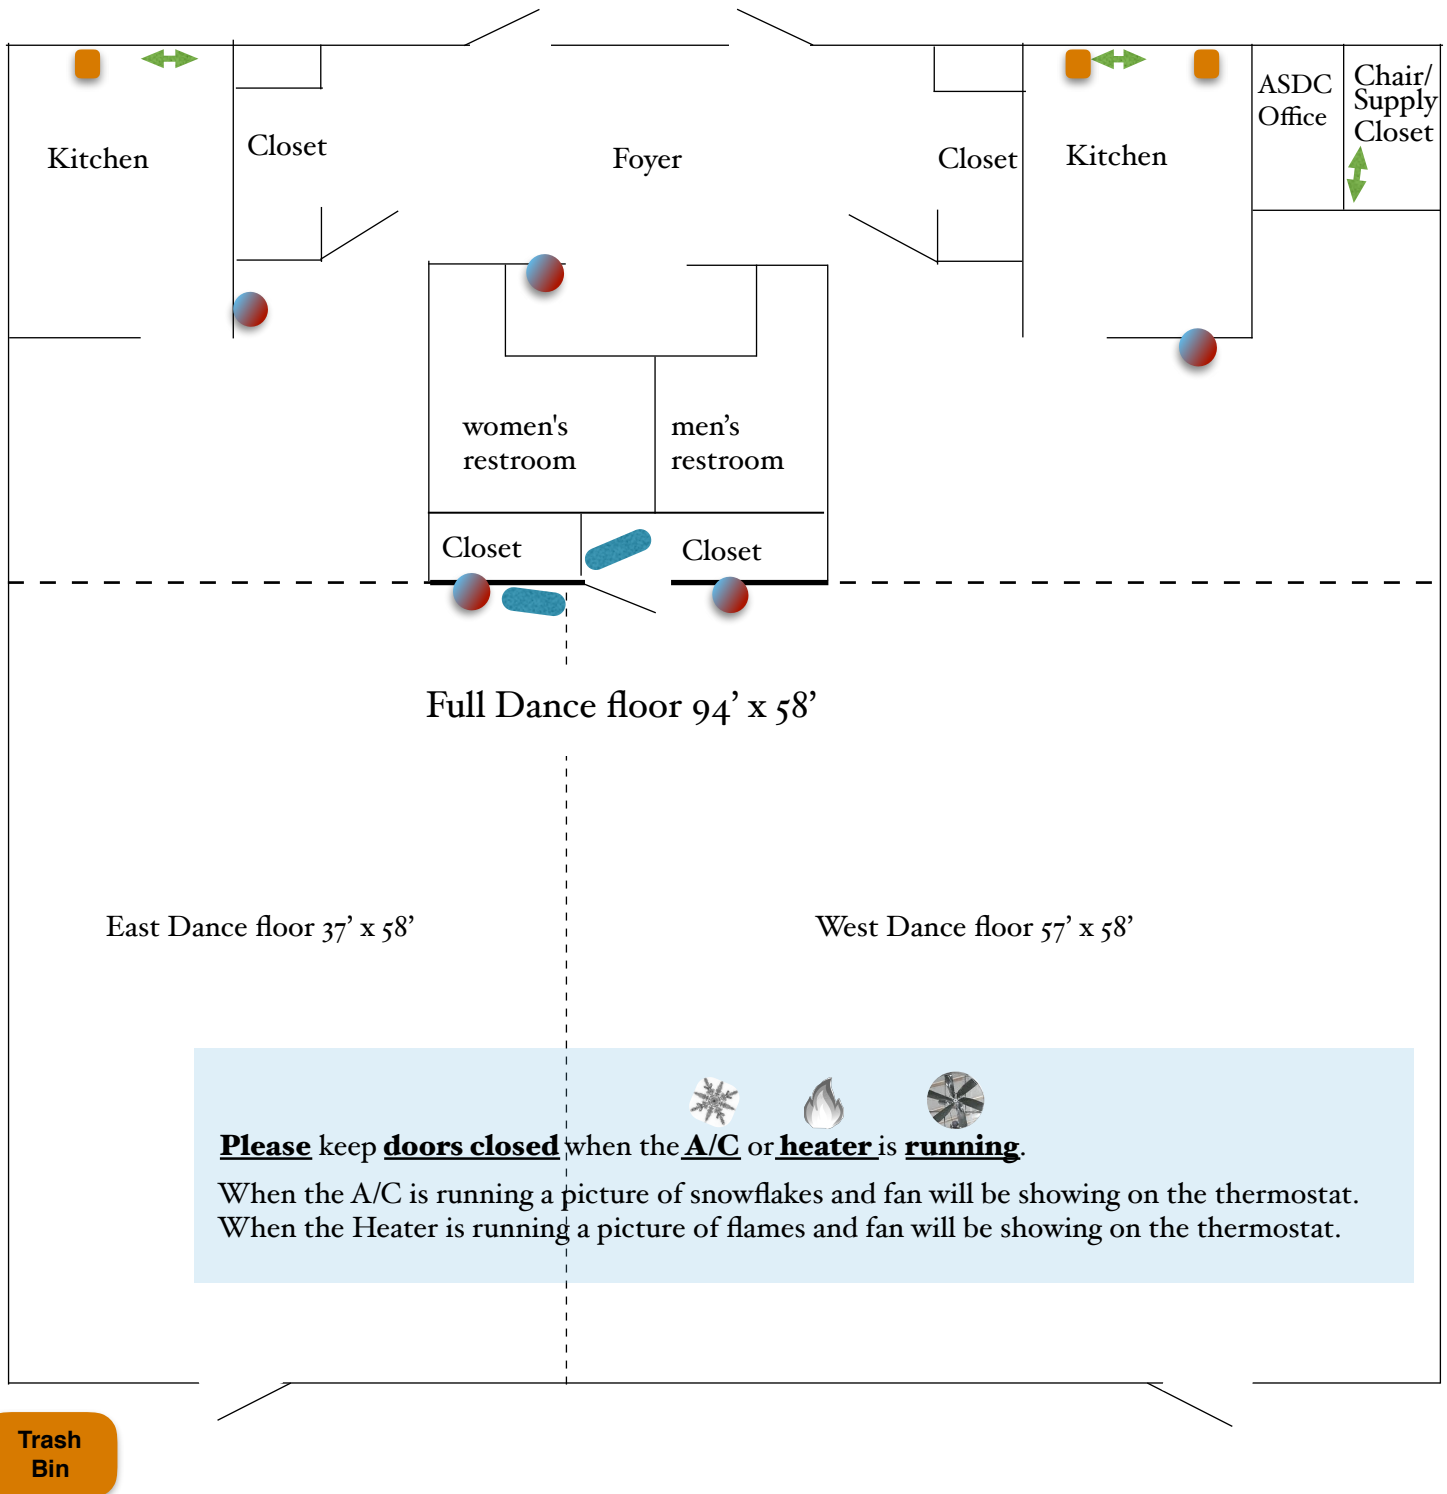 Kitchen
Closet
Foyer
Closet
Kitchen
ASDC
Office
Chair/
Supply
Closet
women's
restroom
men’s
restroom
Closet
Closet
Full Dance floor 94’ x 58’
East Dance floor 37’ x 58’
West Dance floor 57’ x 58’
Please keep doors closed when the A/C or heater is running.
When the A/C is running a picture of snowflakes and fan will be showing on the thermostat.
When the Heater is running a picture of flames and fan will be showing on the thermostat.
Trash
Bin